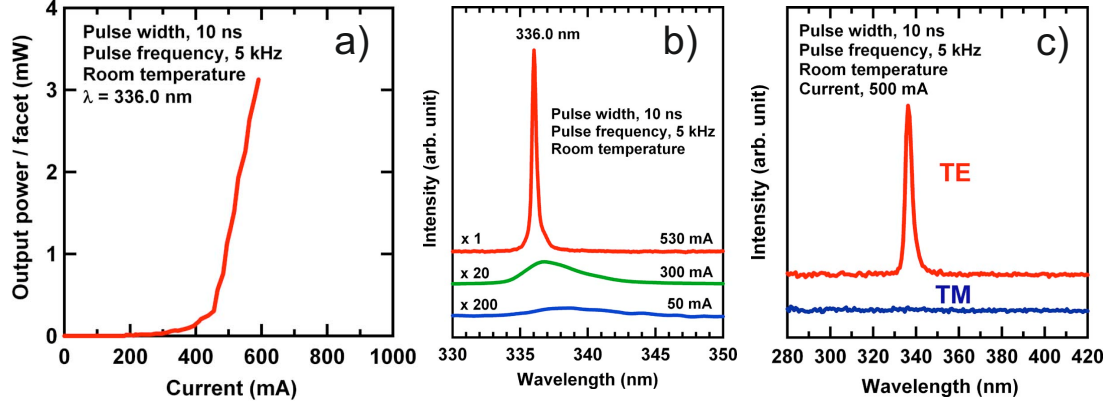 a)
Pulse width, 10 ns
Pulse frequency, 5 kHz
Room temperature
λ = 336.0 nm
Output power / facet (mW)
4
3
2
1
0
0 200 400 600 800 1000
Current (mA)
b)
336.0 nm
Pulse width, 10 ns
Pulse frequency, 5 kHz
Room temperature
Intensity (arb. unit)
x 1 530 mA
x 20 300 mA
x 200 50 mA
330 335 340 345 350
Wavelength (nm)
c)
Pulse width, 10 ns
Pulse frequency, 5 kHz
Room temperature
Current, 500 mA
Intensity (arb. unit)
TE
TM
280 300 320 340 360 380 400 420
Wavelength (nm)